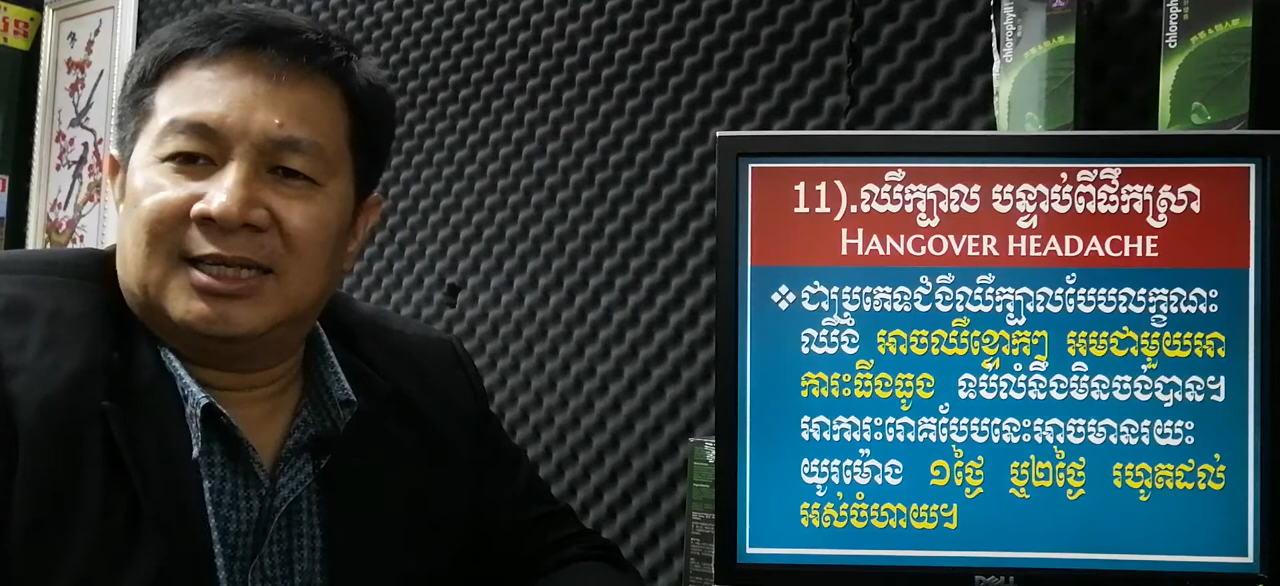 11).ឈឺក្បាល បន្ទាប់ពីផឹកស្រា
HANGOVER HEADACHE
❖ជាប្រភេទជំងឺឈឺក្បាលបែបលក្ខណះ
ឈឺងំ អាចឈឺខ្ទោកៗ អមជាមួយអា
ការះធីងធូង ទប់លំនឹងមិនចង់បាន។
អាការះរោគបែបនេះអាចមានរយះ
យូរម៉ោង ១ថ្ងៃ ឬ២ថ្ងៃ រហូតដល់
អស់ចំហាយ។
chlorophyll
chlorophyll